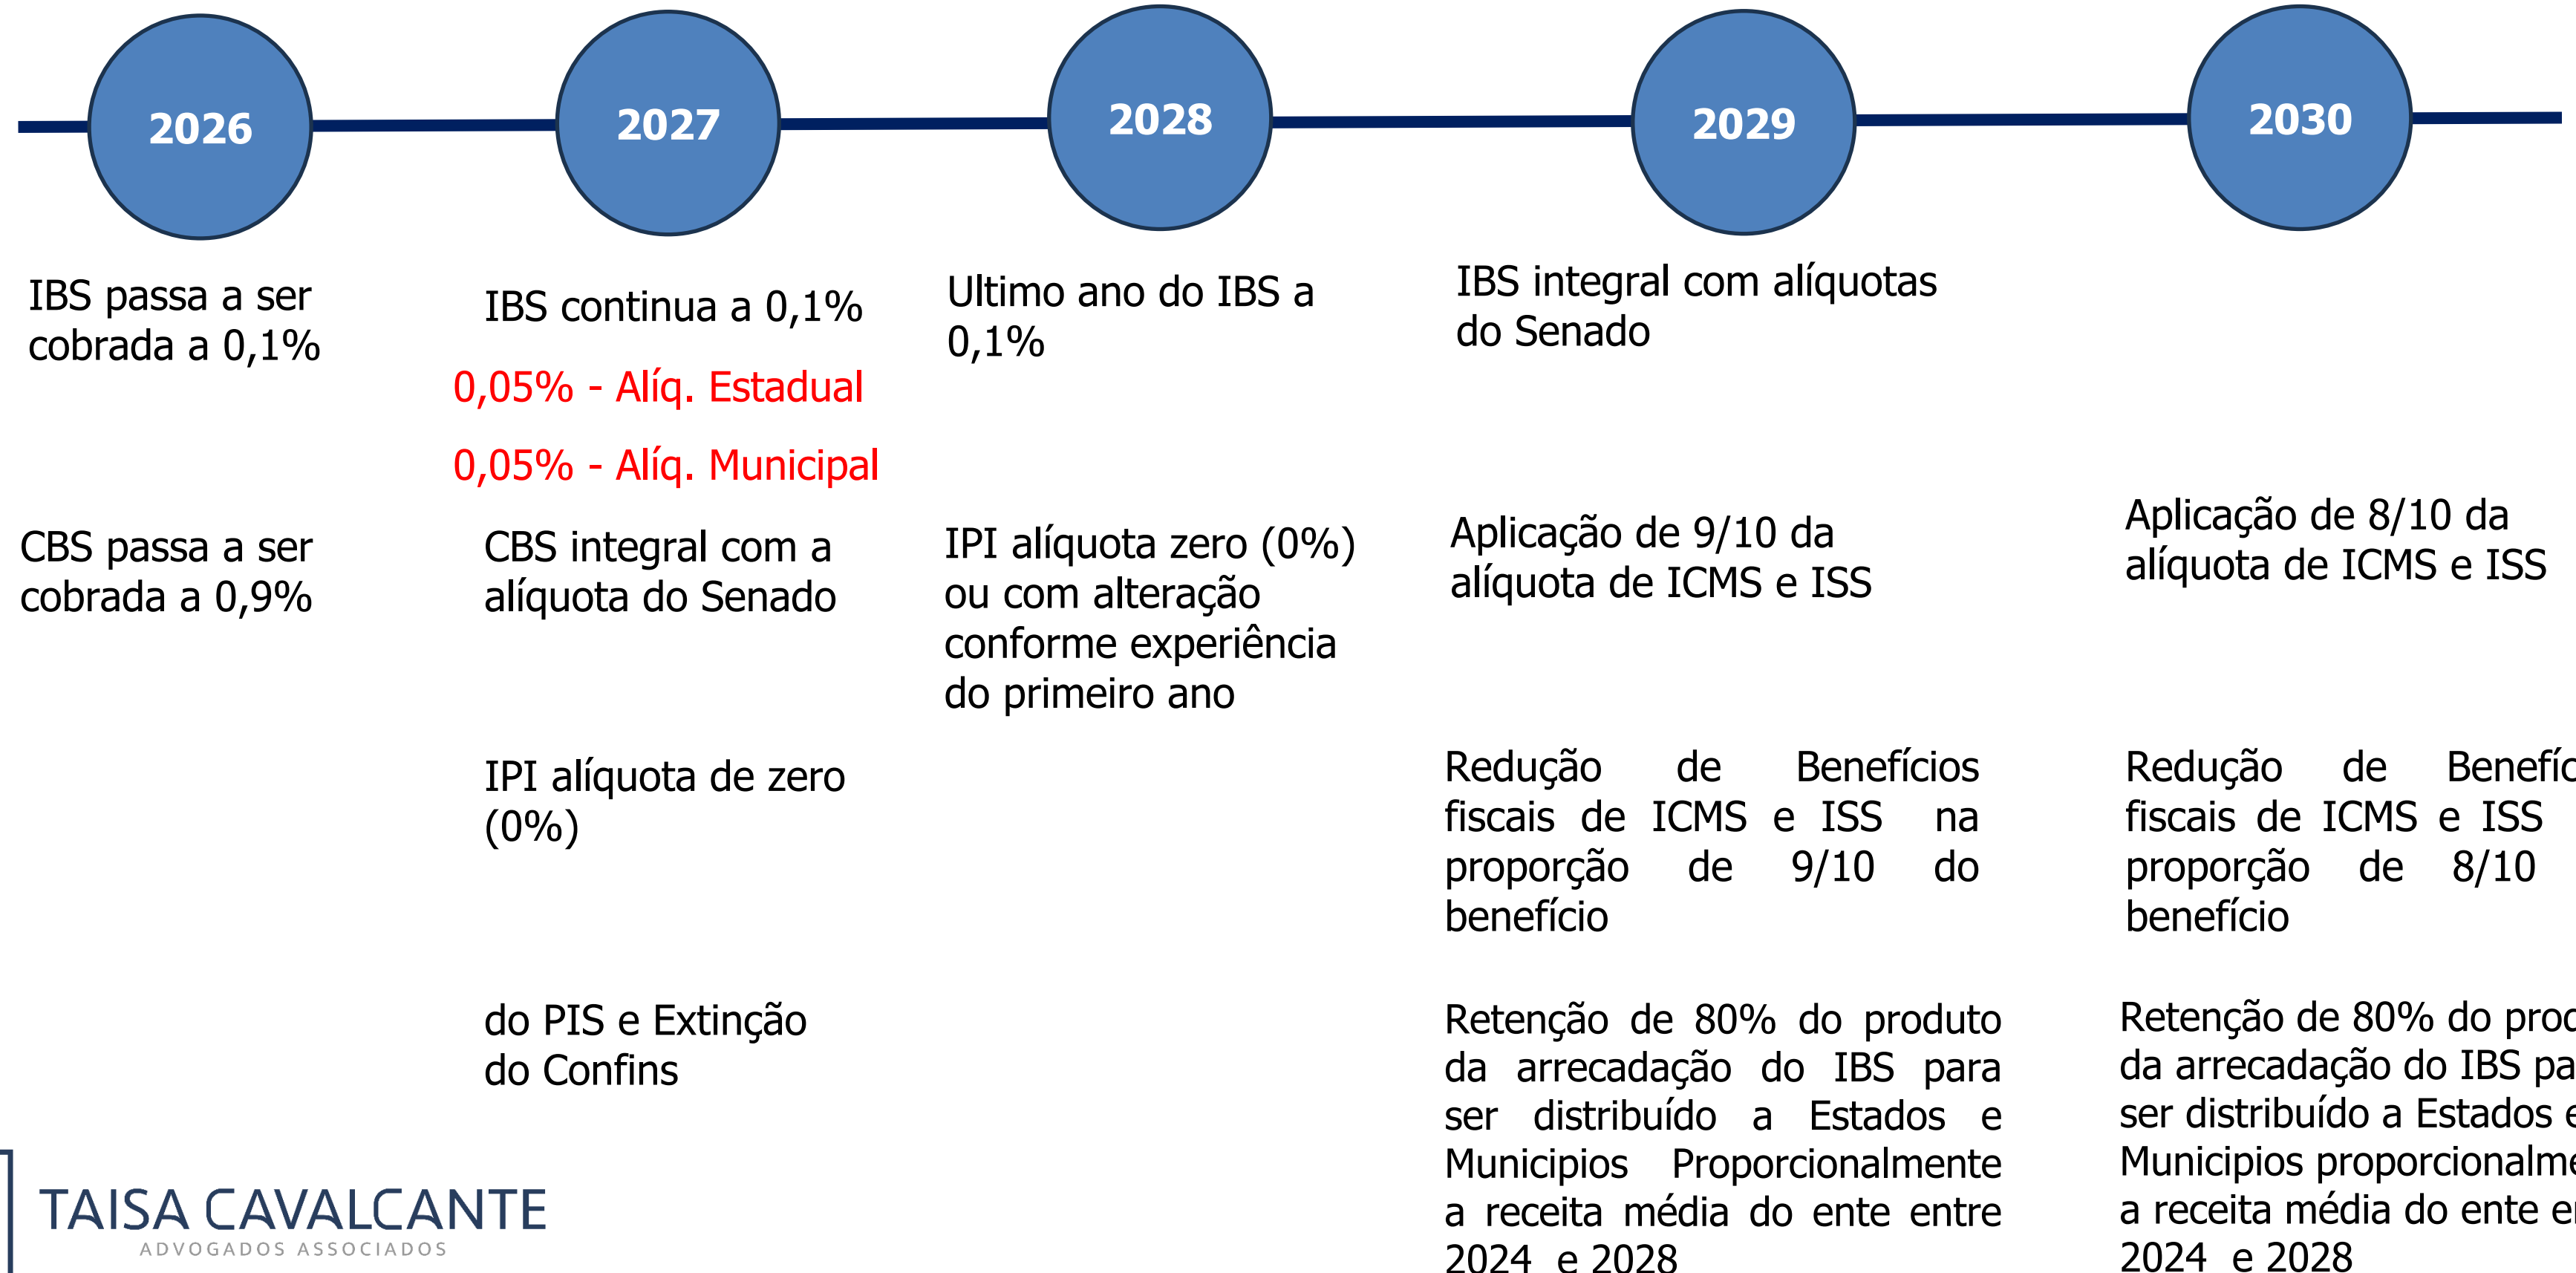 2026
2027
2028
2029
2030
IBS passa a ser
cobrada a 0,1%
CBS passa a ser
cobrada a 0,9%
IBS continua a 0,1%
0,05% - Alíq. Estadual
0,05% - Alíq. Municipal
CBS integral com a
alíquota do Senado
IPI alíquota de zero
(0%)
do PIS e Extinção
do Confins
Ultimo ano do IBS a
0,1%
IPI alíquota zero (0%)
ou com alteração
conforme experiência
do primeiro ano
IBS integral com alíquotas
do Senado
Aplicação de 9/10 da
alíquota de ICMS e ISS
Redução de Benefícios
fiscais de ICMS e ISS na
proporção de 9/10 do
benefício
Retenção de 80% do produto
da arrecadação do IBS para
ser distribuído a Estados e
Municipios Proporcionalmente
a receita média do ente entre
2024 e 2028
Aplicação de 8/10 da
alíquota de ICMS e ISS
Redução de
fiscais de ICMS e ISS
proporção de 8/10
benefício
Retenção de 80% do
da arrecadação do IBS
ser distribuído a Estados e
Municipios
a receita média do ente
2024 e 2028
TAISA CAVALCANTE
ADVOGADOS ASSOCIADOS